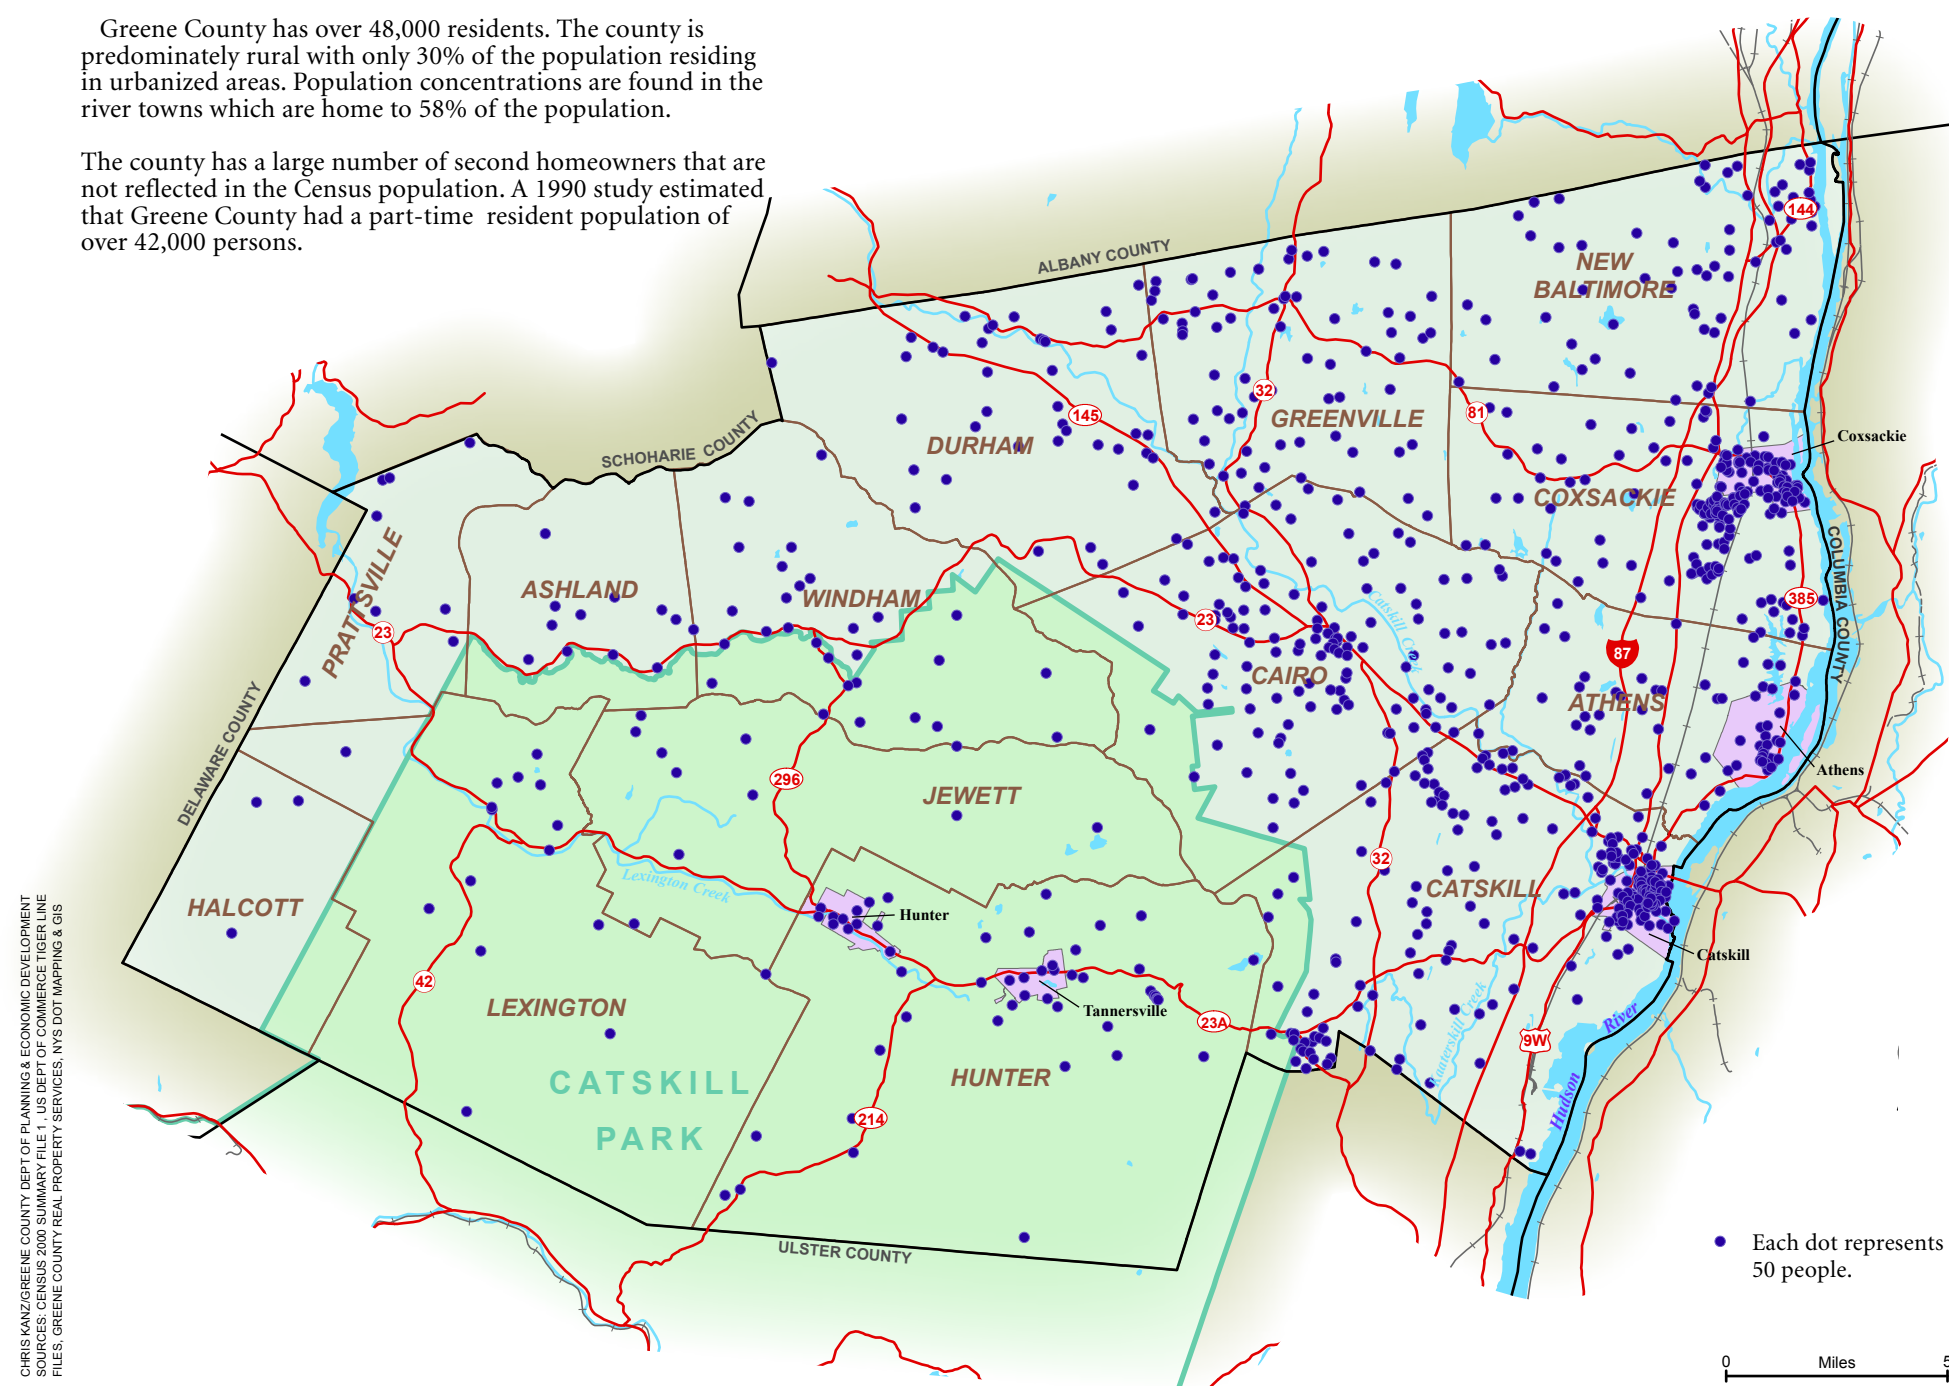 Greene County has over 48,000 residents. The county is
predominately rural with only 30% of the population residing
in urbanized areas. Population concentrations are found in the
river towns which are home to 58% of the population.
The county has a large number of second homeowners that are
not reflected in the Census population. A 1990 study estimated
that Greene County had a part-time resident population of
over 42,000 persons.
ALBANY COUNTY
SCHOHARIE COUNTY
DELAWARE COUNTY
ULSTER COUNTY
COLUMBIA COUNTY
144
NEW
BALTIMORE
32
GREENVILLE
81
145
DURHAM
Coxsackie
COXSACKIE
PRATTSVILLE
ASHLAND
WINDHAM
23
23
Catskill Creek
385
87
CAIRO
ATHENS
Athens
296
JEWETT
32
CATSKILL
Lexington Creek
HALCOTT
Hunter
Catskill
42
LEXINGTON
Tannersville
23A
Kaaterskill Creek
9W
River
Hudson
HUNTER
CATSKILL
PARK
214
Each dot represents
50 people.
0 Miles 5
CHRIS KANZ/GREENE COUNTY DEPT OF PLANNING & ECONOMIC DEVELOPMENT
SOURCES: CENSUS 2000 SUMMARY FILE 1 , US DEPT OF COMMERCE TIGER LINE
FILES, GREENE COUNTY REAL PROPERTY SERVICES, NYS DOT MAPPING & GIS